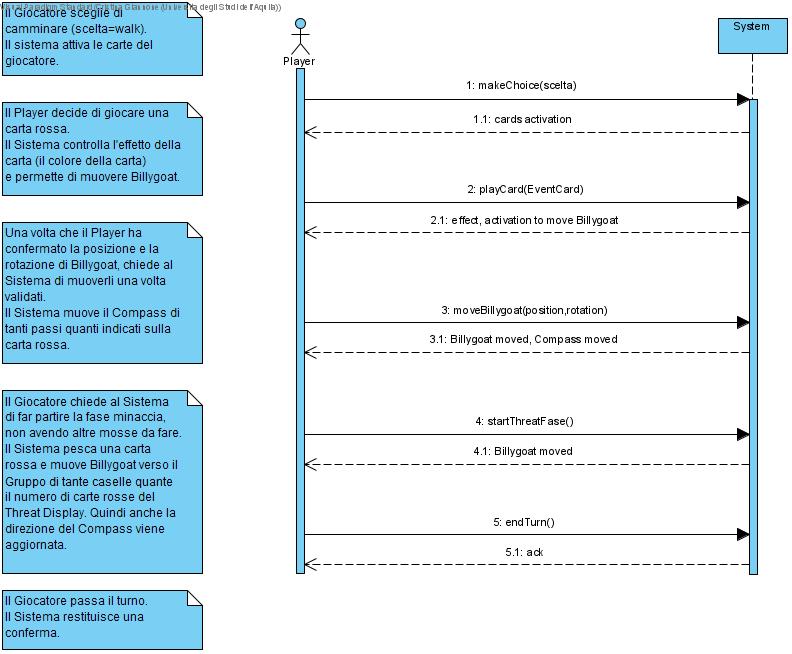 Visual Paradigm Standard(Cristina Giannone (Università degli Studi dell'Aquila))
Il Giocatore sceglie di
camminare (scelta=walk).
Il sistema attiva le carte del
giocatore.
Il Player decide di giocare una
carta rossa.
Il Sistema controlla l'effetto della
carta (il colore della carta)
e permette di muovere Billygoat.
Una volta che il Player ha
confermato la posizione e la
rotazione di Billygoat, chiede al
Sistema di muoverli una volta
validati.
Il Sistema muove il Compass di
tanti passi quanti indicati sulla
carta rossa.
Il Giocatore chiede al Sistema
di far partire la fase minaccia,
non avendo altre mosse da fare.
Il Sistema pesca una carta
rossa e muove Billygoat verso il
Gruppo di tante caselle quante
il numero di carte rosse del
Threat Display. Quindi anche la
direzione del Compass viene
aggiornata.
Il Giocatore passa il turno.
Il Sistema restituisce una
conferma.
Player
System
1: makeChoice(scelta)
1.1: cards activation
2: playCard(EventCard)
2.1: effect, activation to move Billygoat
3: moveBillygoat(position,rotation)
3.1: Billygoat moved, Compass moved
4: startThreatFase()
4.1: Billygoat moved
5: endTurn()
5.1: ack